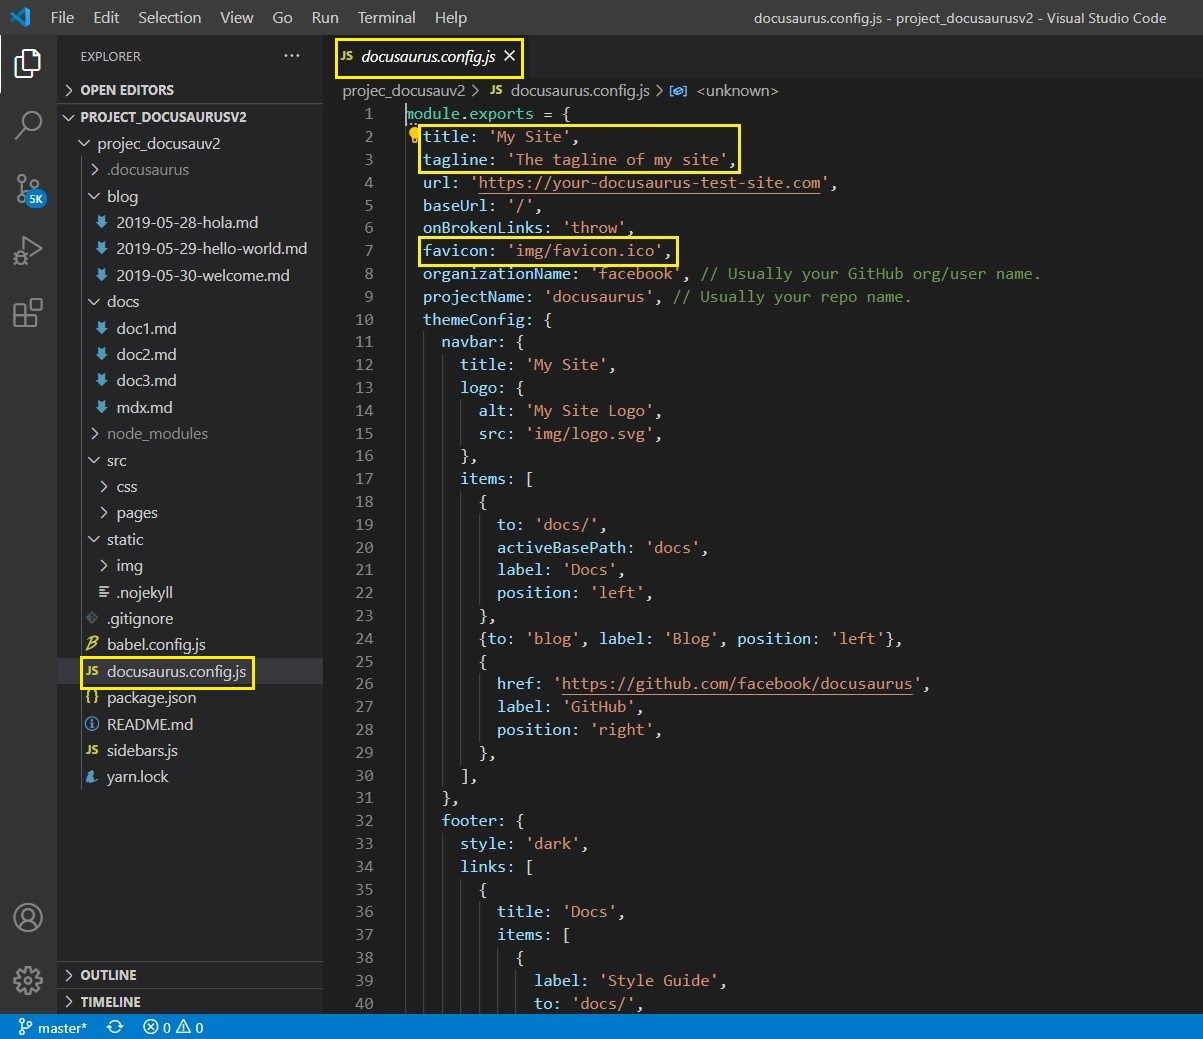 File Edit Selection View Go Run Terminal Help
docusaurus.config.js - project_docusaurusv2 - Visual Studio Code
EXPLORER
OPEN EDITORS
PROJECT_DOCUSAURUSV2
projec_docusauv2
.docusaurus
blog
2019-05-28-hola.md
2019-05-29-hello-world.md
2019-05-30-welcome.md
docs
doc1.md
doc2.md
doc3.md
mdx.md
node_modules
src
css
pages
static
img
.nojekyll
.gitignore
babel.config.js
JS docusaurus.config.js
{} package.json
README.md
JS sidebars.js
yarn.lock
OUTLINE
TIMELINE
5K
JS docusaurus.config.js
projec_docusauv2 > JS docusaurus.config.js > <unknown>
1 module.exports = {
2 title: 'My Site',
3 tagline: 'The tagline of my site',
4 url: 'https://your-docusaurus-test-site.com',
5 baseUrl: '/',
6 onBrokenLinks: 'throw',
7 favicon: 'img/favicon.ico',
8 organizationName: 'facebook', // Usually your GitHub org/user name.
9 projectName: 'docusaurus', // Usually your repo name.
10 themeConfig: {
11 navbar: {
12 title: 'My Site',
13 logo: {
14 alt: 'My Site Logo',
15 src: 'img/logo.svg',
16 },
17 items: [
18 {
19 to: 'docs/',
20 activeBasePath: 'docs',
21 label: 'Docs',
22 position: 'left',
23 },
24 {to: 'blog', label: 'Blog', position: 'left'},
25 {
26 href: 'https://github.com/facebook/docusaurus',
27 label: 'GitHub',
28 position: 'right',
29 },
30 ],
31 },
32 footer: {
33 style: 'dark',
34 links: [
35 {
36 title: 'Docs',
37 items: [
38 {
39 label: 'Style Guide',
40 to: 'docs/',
master* 0 0